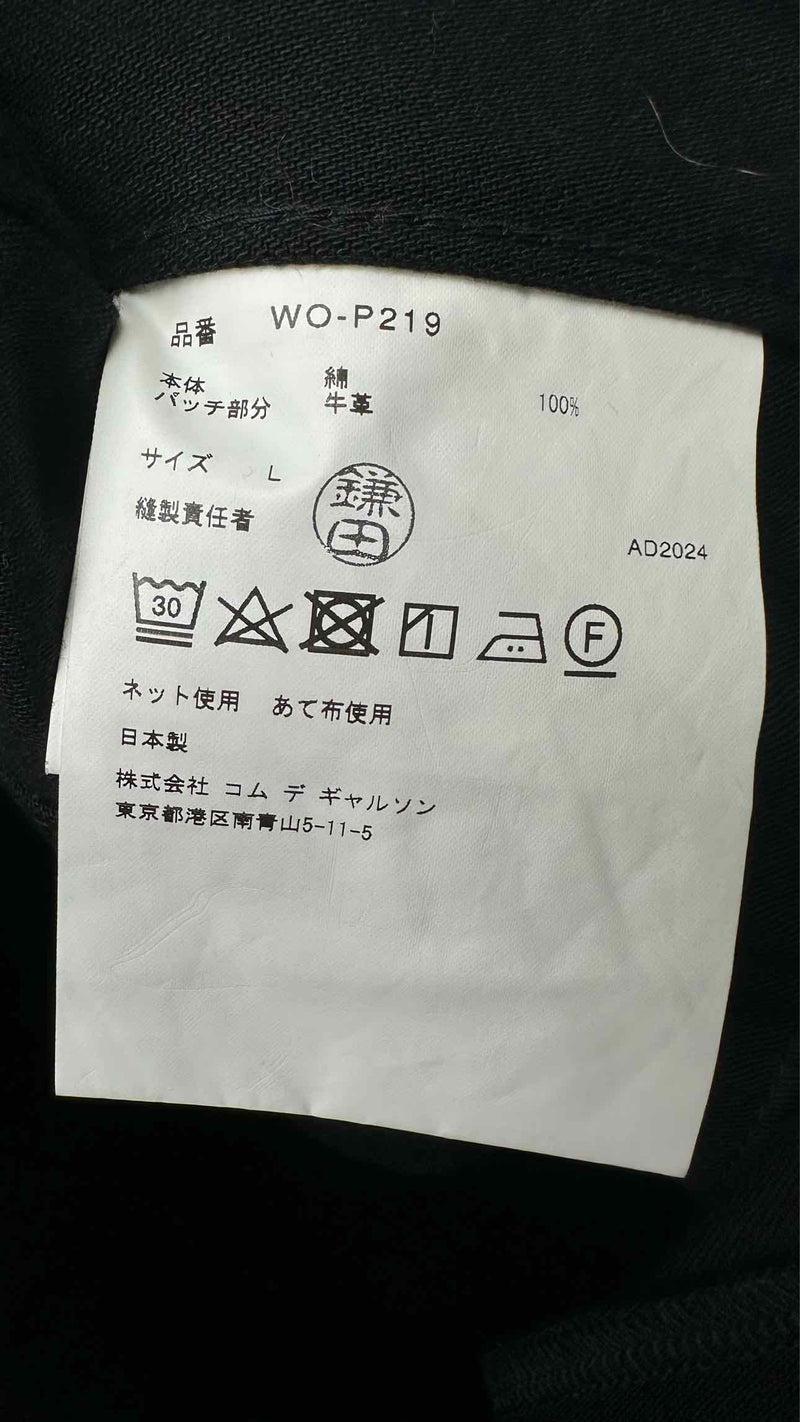 品番 WO-P219
本体 綿 100%
パッチ部分 牛革
サイズ L
縫製責任者 鎌田
AD2024
30 F
ネット使用 あて布使用
日本製
株式会社 コム デ ギャルソン
東京都港区南青山5-11-5